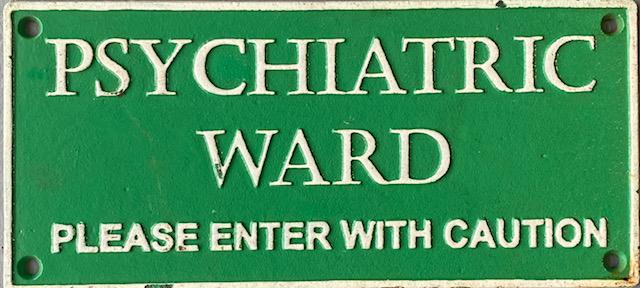 PSYCHIATRIC
WARD
PLEASE ENTER WITH CAUTION